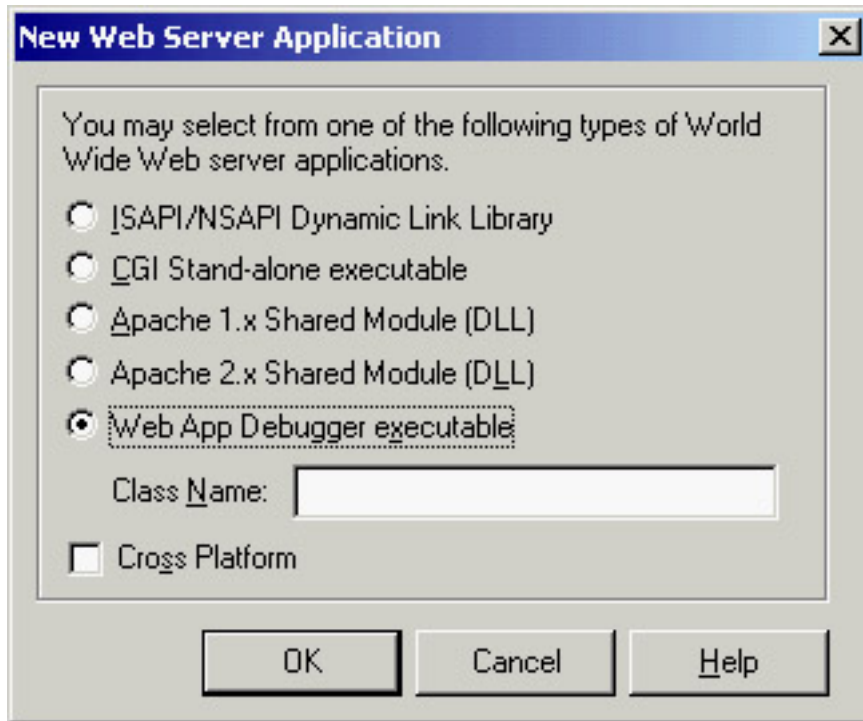 New Web Server Application
You may select from one of the following types of World
Wide Web server applications.
ISAPI/NSAPI Dynamic Link Library
CGI Stand-alone executable
Apache 1.x Shared Module (DLL)
Apache 2.x Shared Module (DLL)
Web App Debugger executable
Class Name:
Cross Platform
OK Cancel Help